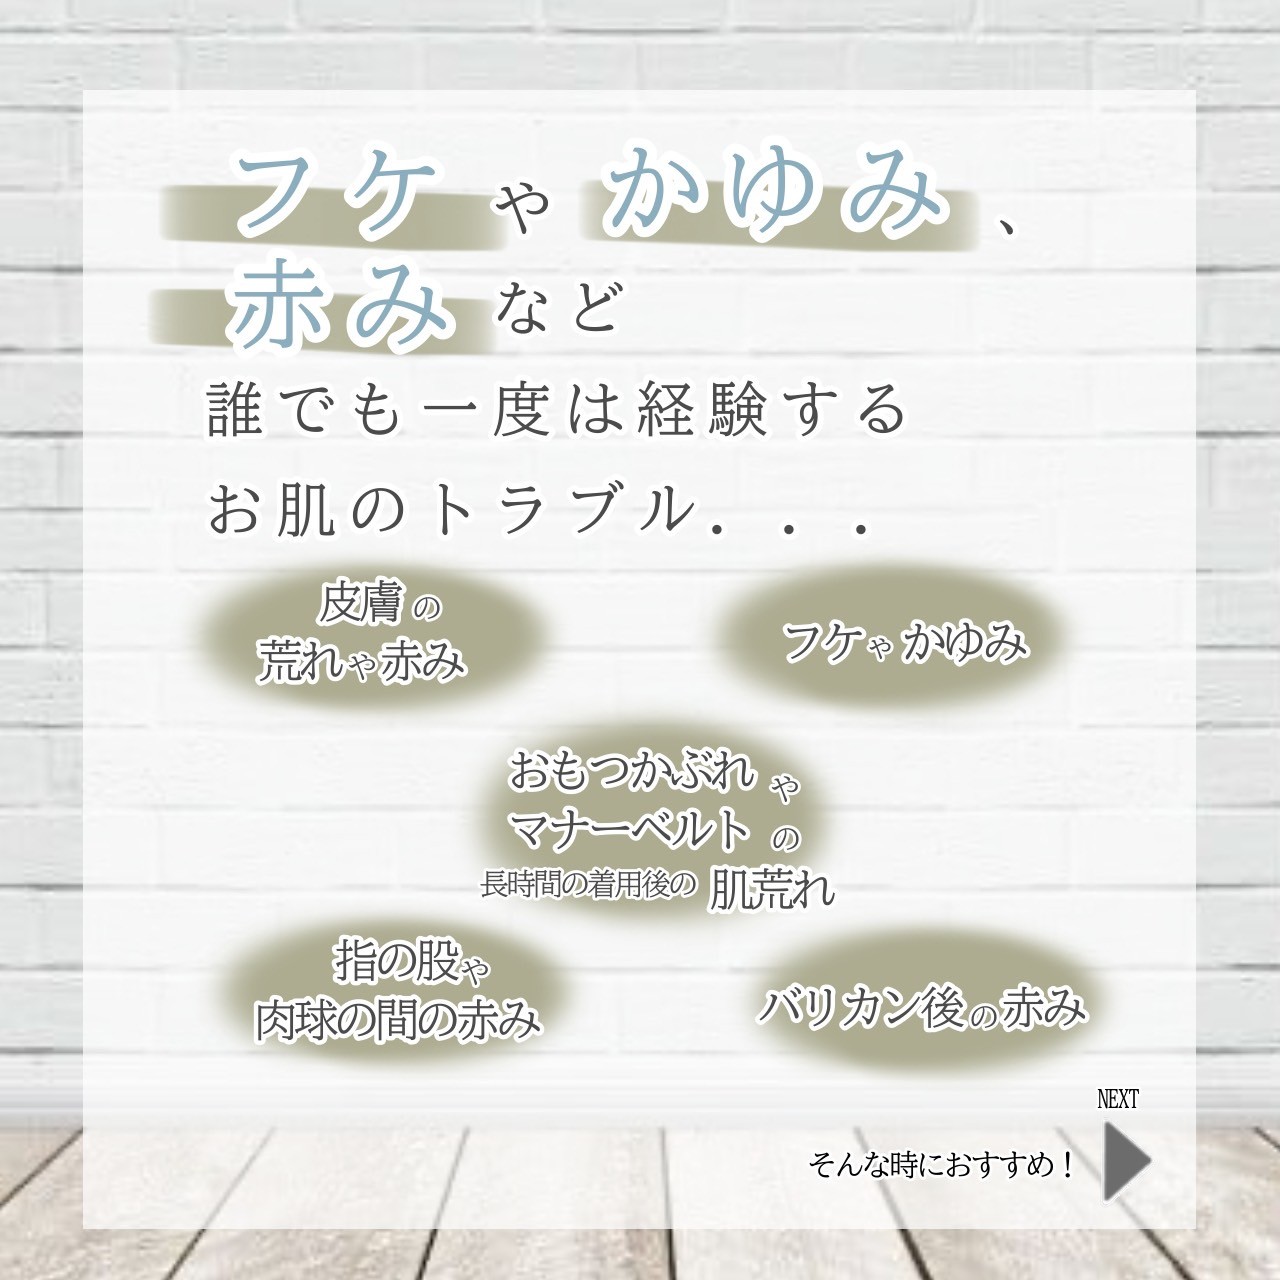 フケやかゆみ、
赤みなど
誰でも一度は経験する
お肌のトラブル．．．
皮膚の
荒れや赤み
フケやかゆみ
おもつかぶれや
マナーベルトの
長時間の着用後の肌荒れ
指の股や
肉球の間の赤み
バリカン後の赤み
NEXT
そんな時におすすめ！